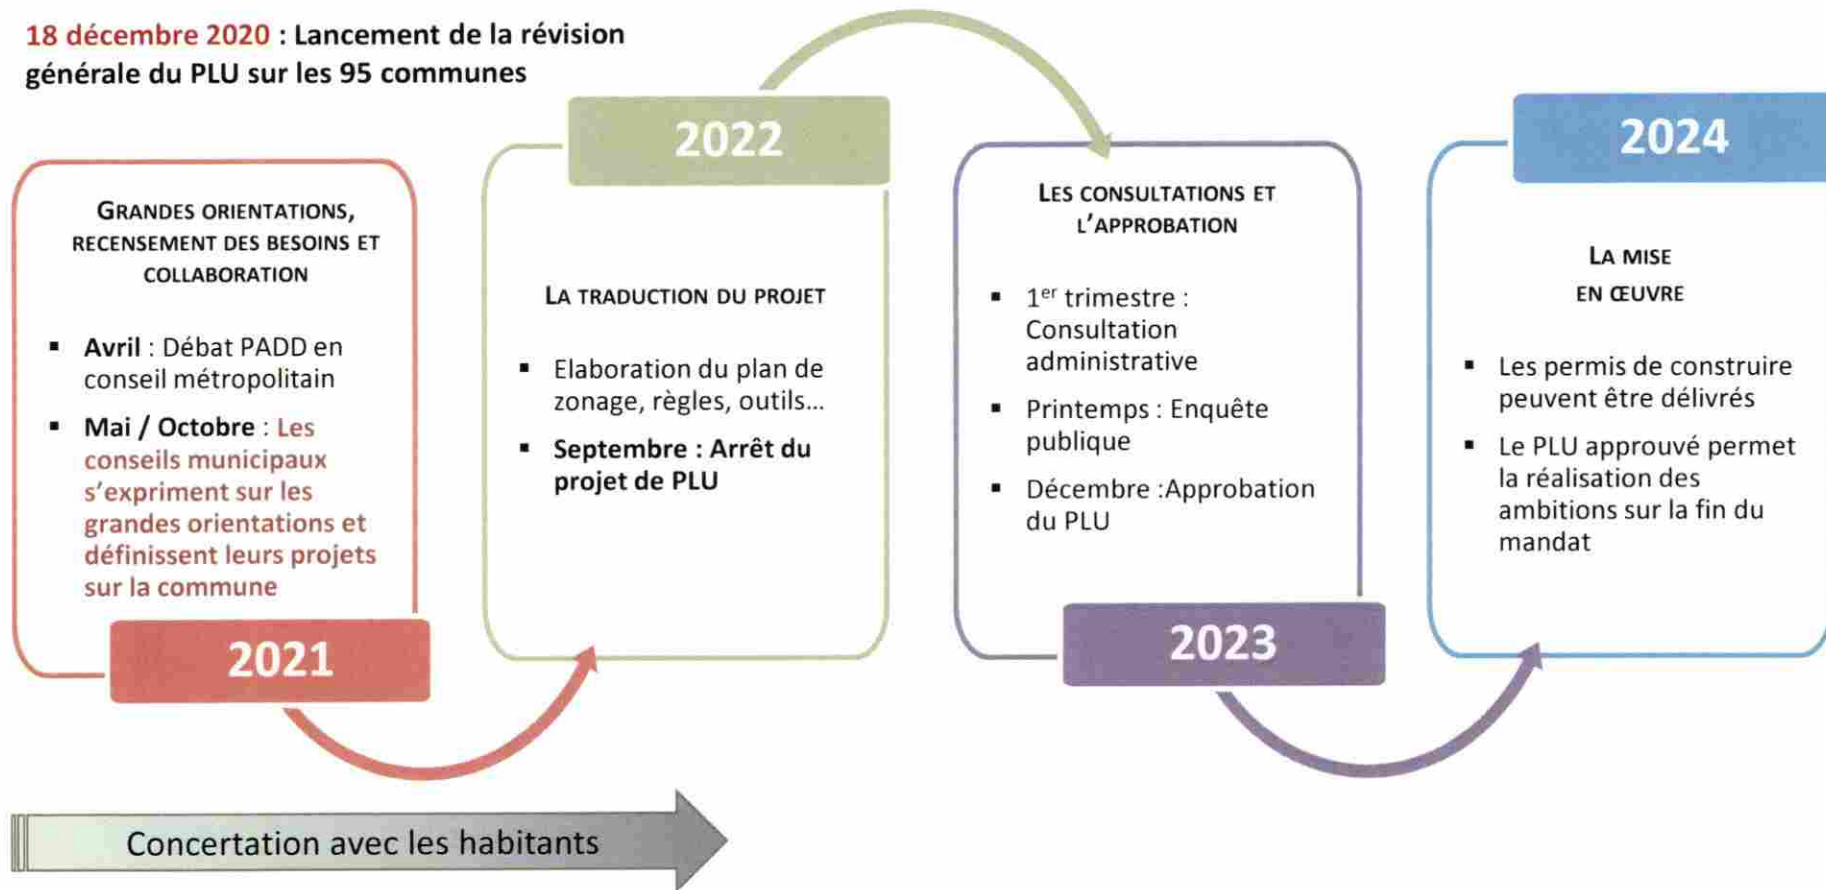 18 décembre 2020 : Lancement de la révision
générale du PLU sur les 95 communes
GRANDES ORIENTATIONS,
RECENSEMENT DES BESOINS ET
COLLABORATION
▪ Avril : Débat PADD en
conseil métropolitain
▪ Mai / Octobre : Les
conseils municipaux
s'expriment sur les
grandes orientations et
définissent leurs projets
sur la commune
2021
2022
LA TRADUCTION DU PROJET
▪ Elaboration du plan de
zonage, règles, outils...
▪ Septembre : Arrêt du
projet de PLU
LES CONSULTATIONS ET
L'APPROBATION
▪ 1er trimestre :
Consultation
administrative
▪ Printemps : Enquête
publique
▪ Décembre :Approbation
du PLU
2023
2024
LA MISE
EN ŒUVRE
▪ Les permis de construire
peuvent être délivrés
▪ Le PLU approuvé permet
la réalisation des
ambitions sur la fin du
mandat
Concertation avec les habitants